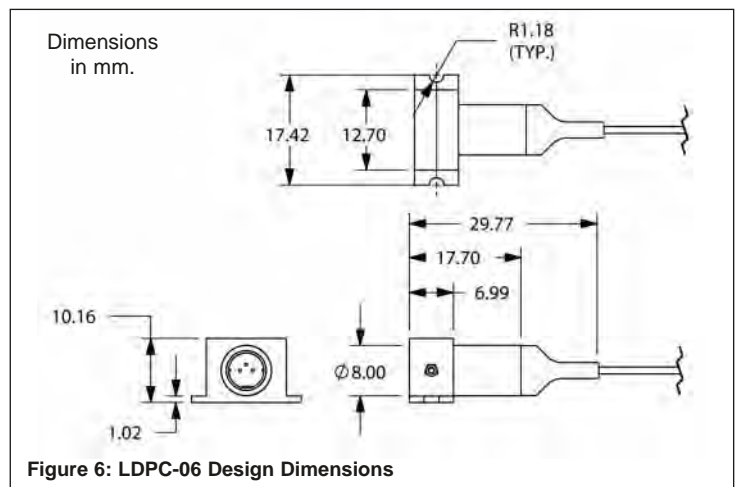 Dimensions
in mm.
R1.18
(TYP.)
17.42
12.70
29.77
17.70
6.99
10.16
Ø8.00
1.02
Figure 6: LDPC-06 Design Dimensions